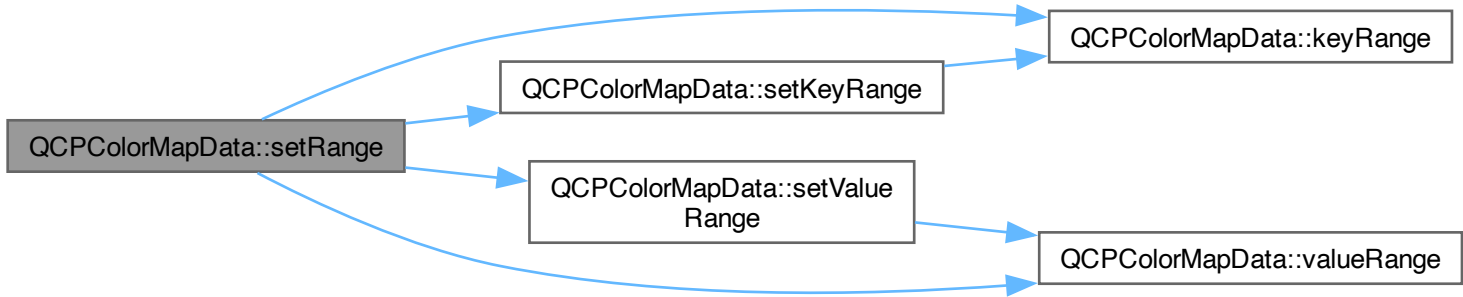 QCPColorMapData::keyRange
QCPColorMapData::setKeyRange
QCPColorMapData::setRange
QCPColorMapData::setValue
Range
QCPColorMapData::valueRange